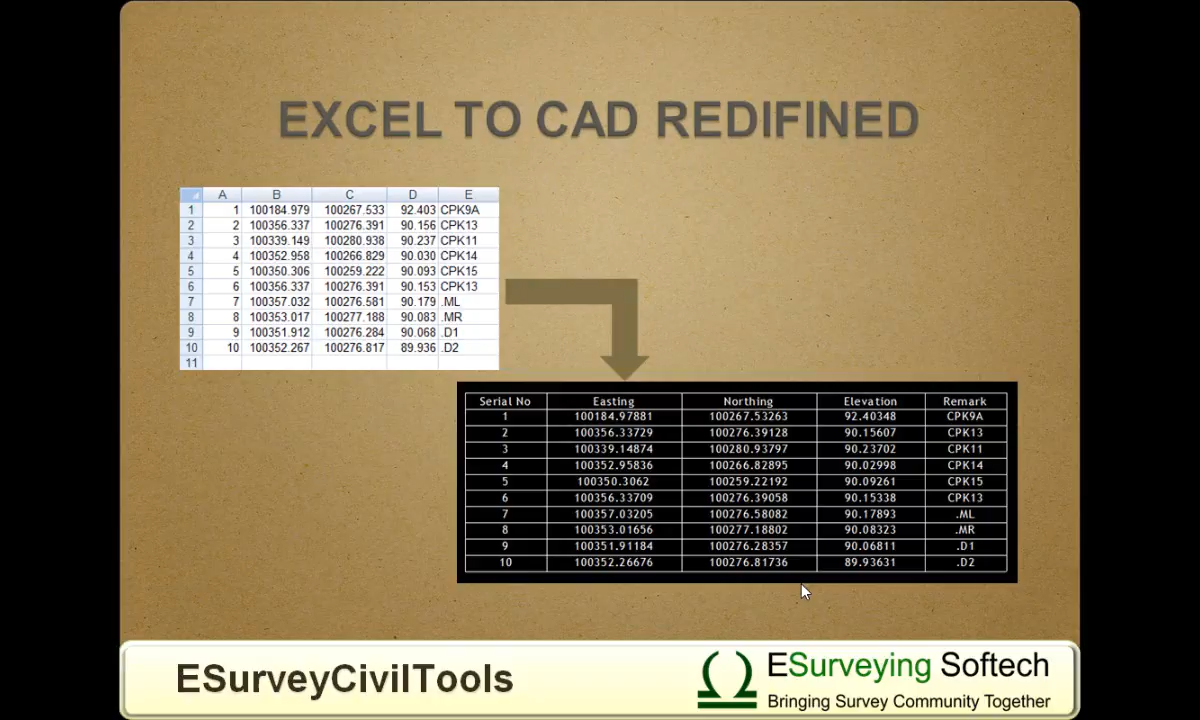 EXCEL TO CAD REDIFINED
A B C D E
1 1 100184.979 100267.533 92.403 CPK9A
2 2 100356.337 100276.391 90.156 CPK13
3 3 100339.149 100280.938 90.237 CPK11
4 4 100352.958 100266.829 90.030 CPK14
5 5 100350.306 100259.222 90.093 CPK15
6 6 100356.337 100276.391 90.153 CPK13
7 7 100357.032 100276.581 90.179 .ML
8 8 100353.017 100277.188 90.083 .MR
9 9 100351.912 100276.284 90.068 .D1
10 10 100352.267 100276.817 89.936 .D2
11
Serial No Easting Northing Elevation Remark
1 100184.97881 100267.53263 92.40348 CPK9A
2 100356.33729 100276.39128 90.15607 CPK13
3 100339.14874 100280.93797 90.23702 CPK11
4 100352.95836 100266.82895 90.02998 CPK14
5 100350.3062 100259.22192 90.09261 CPK15
6 100356.33709 100276.39058 90.15338 CPK13
7 100357.03205 100276.58082 90.17893 .ML
8 100353.01656 100277.18802 90.08323 .MR
9 100351.91184 100276.28357 90.06811 .D1
10 100352.26676 100276.81736 89.93631 .D2
ESurveyCivilTools
ESurveying Softech
Bringing Survey Community Together